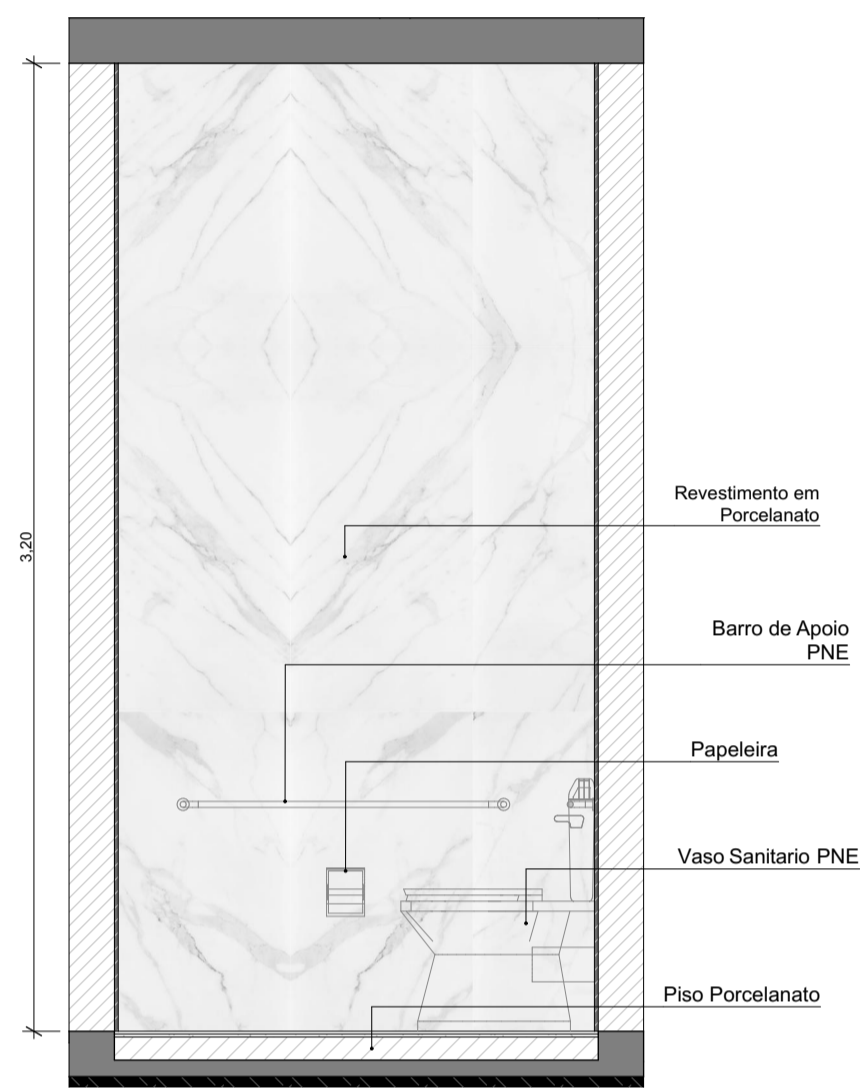 Revestimento em
Porcelanato
3,20
Barro de Apoio
PNE
Papeleira
Vaso Sanitario PNE
Piso Porcelanato